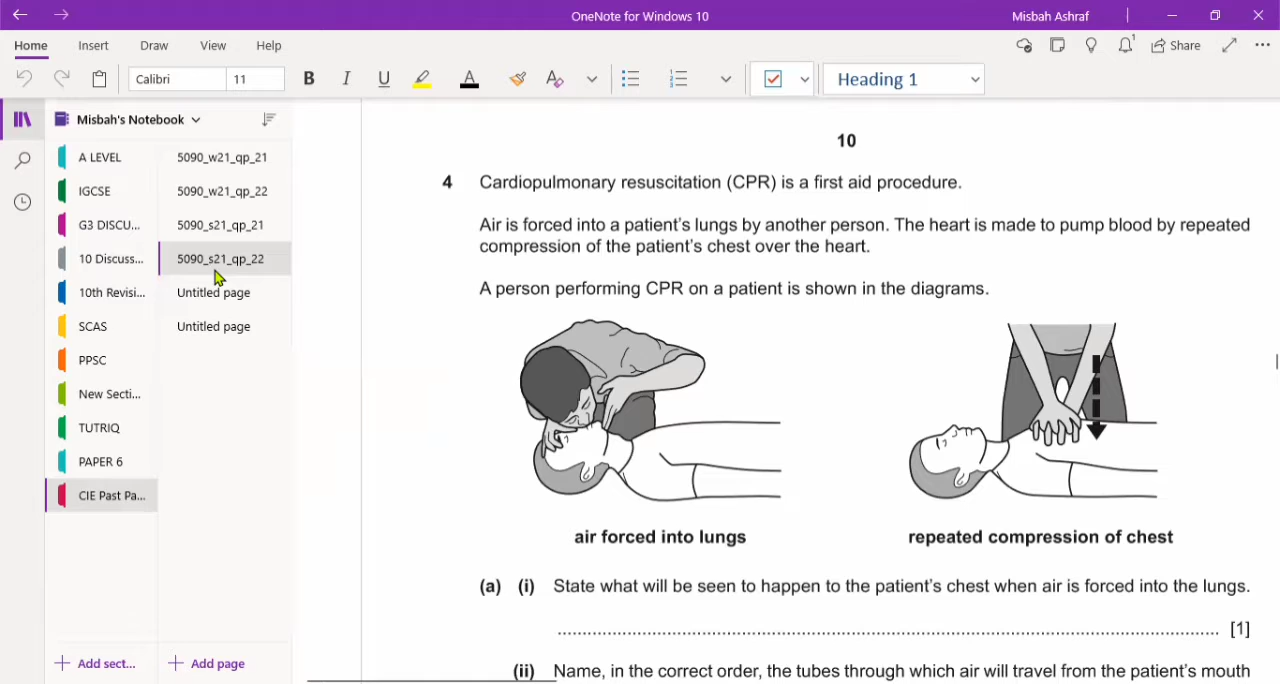 OneNote for Windows 10
Misbah Ashraf
Home Insert Draw View Help
Share
Calibri 11 B I U A Heading 1
Misbah's Notebook
A LEVEL
IGCSE
G3 DISCU...
10 Discuss...
10th Revisi...
SCAS
PPSC
New Secti...
TUTRIQ
PAPER 6
CIE Past Pa...
Add sect...
5090_w21_qp_21
5090_w21_qp_22
5090_s21_qp_21
5090_s21_qp_22
Untitled page
Untitled page
Add page
10
4 Cardiopulmonary resuscitation (CPR) is a first aid procedure.
Air is forced into a patient's lungs by another person. The heart is made to pump blood by repeated
compression of the patient's chest over the heart.
A person performing CPR on a patient is shown in the diagrams.
air forced into lungs
repeated compression of chest
(a) (i) State what will be seen to happen to the patient's chest when air is forced into the lungs.
[1]
(ii) Name, in the correct order, the tubes through which air will travel from the patient's mouth